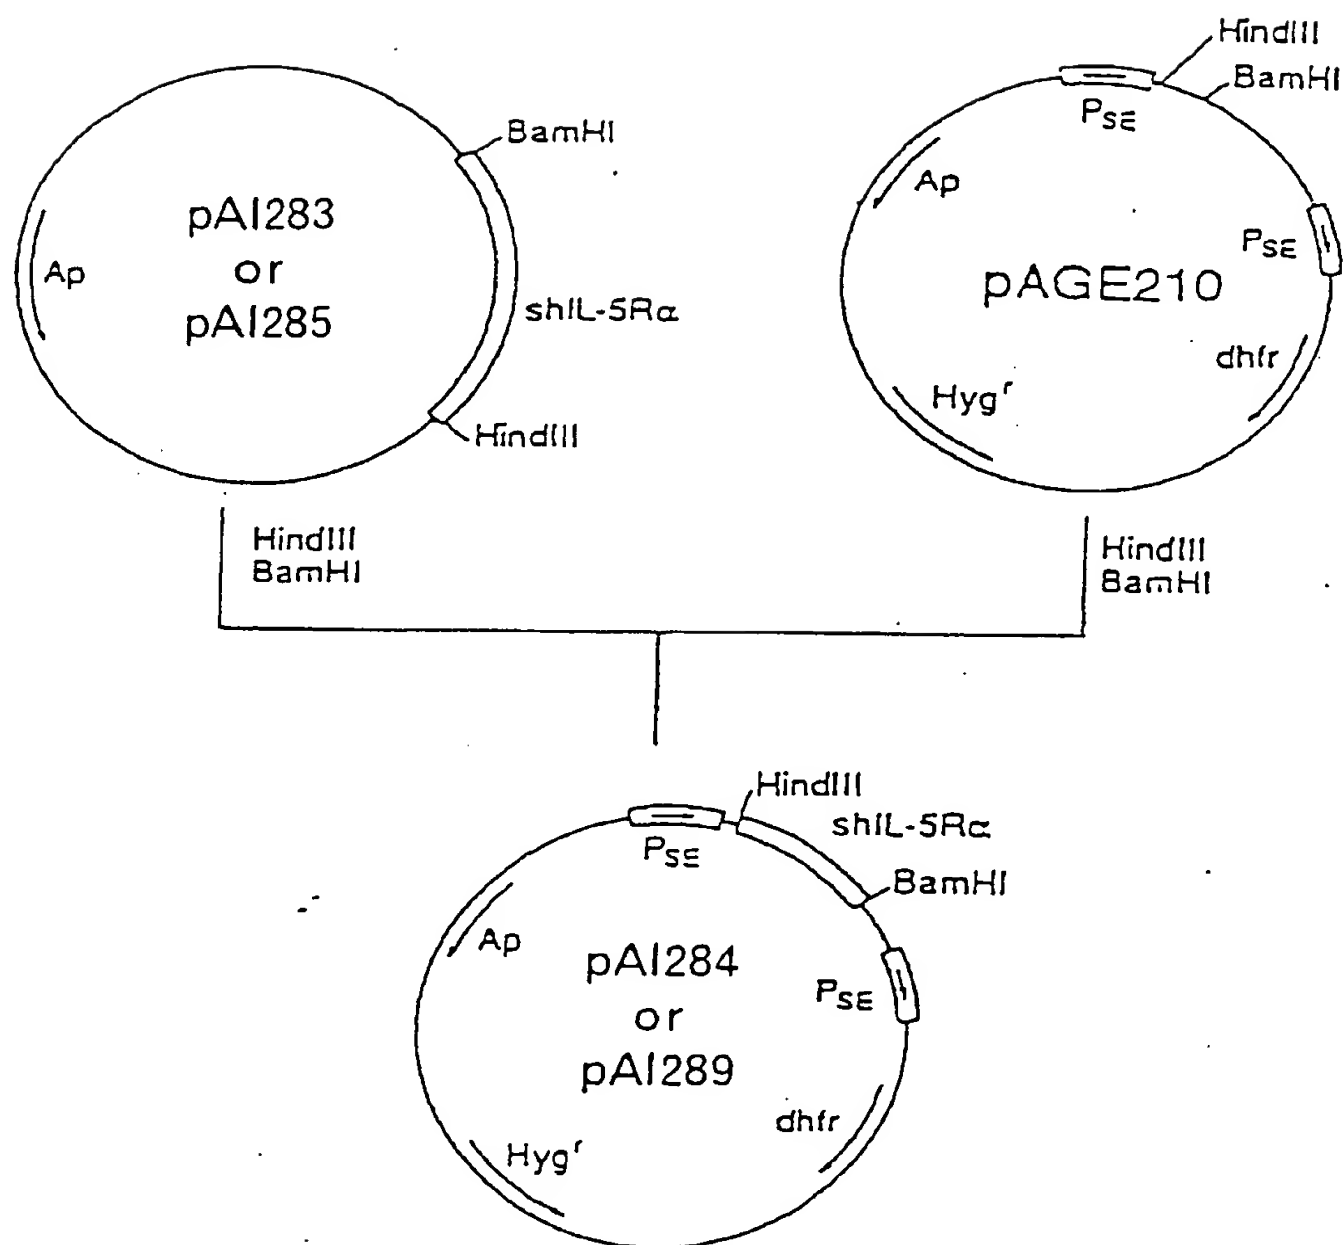 BamHI
pAI283
or
pAI285
Ap
shIL-5Rα
HindIII
HindIII
BamHI
PSE
Ap
PSE
pAGE210
dhfr
Hygʳ
HindIII
BamHI
HindIII
BamHI
HindIII
shIL-5Rα
PSE
BamHI
Ap
pAI284
or
pAI289
PSE
dhfr
Hygʳ